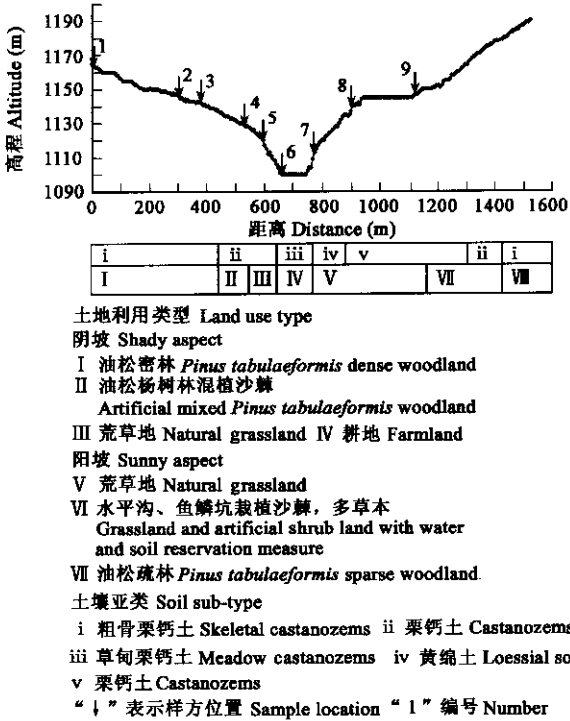 高程 Altitude (m)
1190
1170
1150
1130
1110
1090
1 2 3 4 5 6 7 8 9
0 200 400 600 800 1000 1200 1400 1600
距离 Distance (m)
i ii iii iv v ii i
I II III IV V VII VIII
土地利用类型 Land use type
阴坡 Shady aspect
I 油松密林 Pinus tabulaeformis dense woodland
II 油松杨树林混植沙棘
Artificial mixed Pinus tabulaeformis woodland
III 荒草地 Natural grassland IV 耕地 Farmland
阳坡 Sunny aspect
V 荒草地 Natural grassland
VI 水平沟、鱼鳞坑栽植沙棘，多草本
Grassland and artificial shrub land with water
and soil reservation measure
VII 油松疏林 Pinus tabulaeformis sparse woodland
土壤亚类 Soil sub-type
i 粗骨栗钙土 Skeletal castanozems ii 栗钙土 Castanozems
iii 草甸栗钙土 Meadow castanozems iv 黄绵土 Loessial so
v 栗钙土 Castanozems
“↓”表示样方位置 Sample location “1”编号 Number